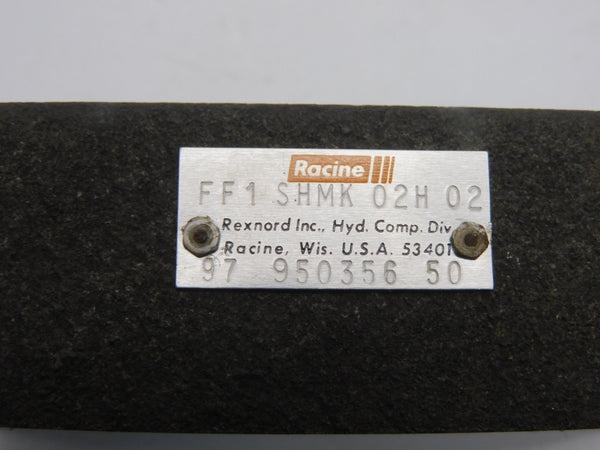 Racine
FF1 SHMK 02H 02
Rexnord Inc., Hyd. Comp. Div
Racine, Wis. U.S.A. 53401
97 950356 50